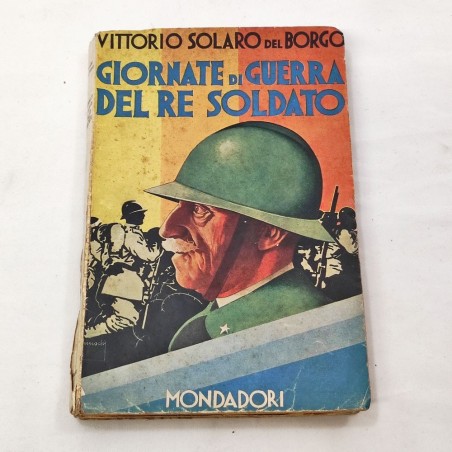 VITTORIO SOLARO DEL BORGO
GIORNATE DI GUERRA
DEL RE SOLDATO
MONDADORI